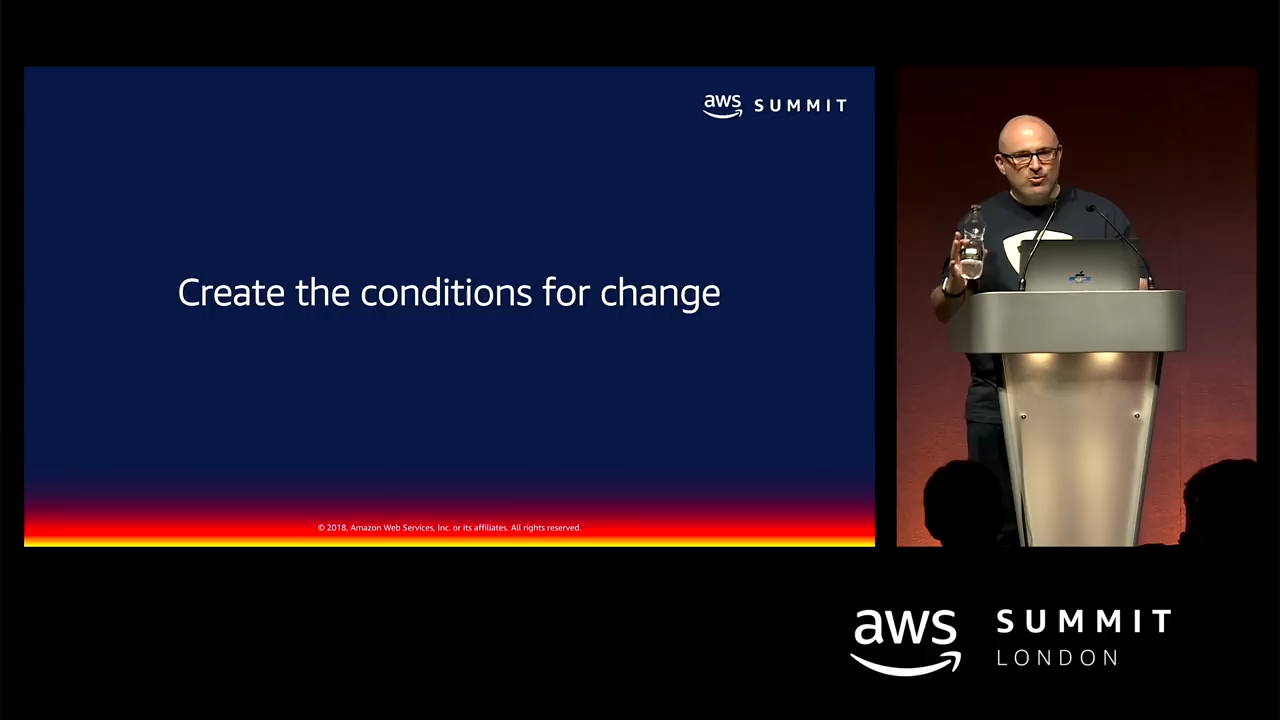 aws SUMMIT
Create the conditions for change
© 2018, Amazon Web Services, Inc. or its affiliates. All rights reserved.
aws SUMMIT
LONDON